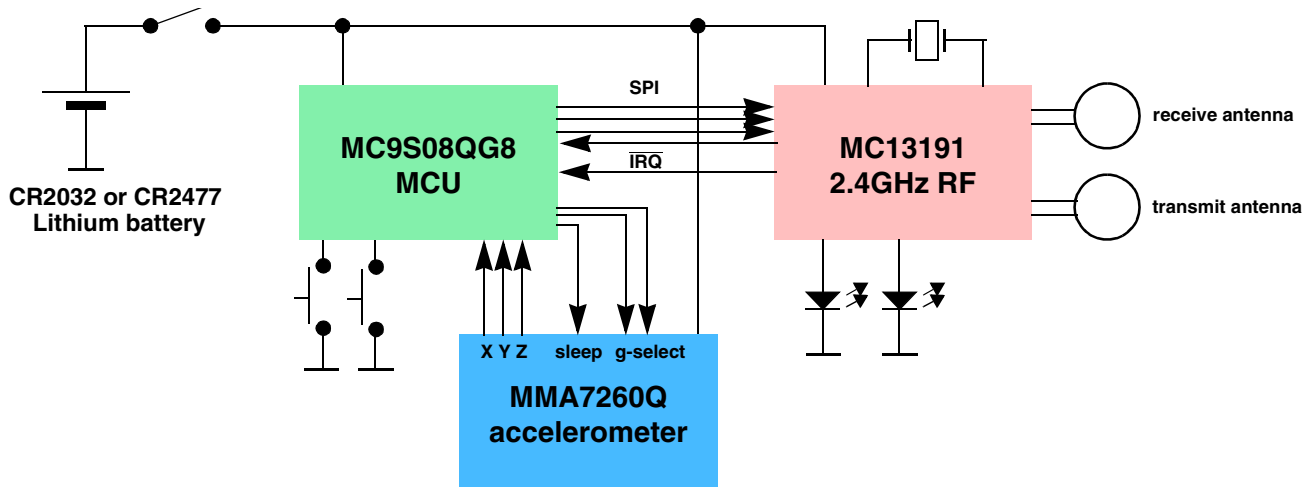 SPI
MC9S08QG8
MCU
IRQ
MC13191
2.4GHz RF
receive antenna
transmit antenna
CR2032 or CR2477
Lithium battery
X Y Z sleep g-select
MMA7260Q
accelerometer